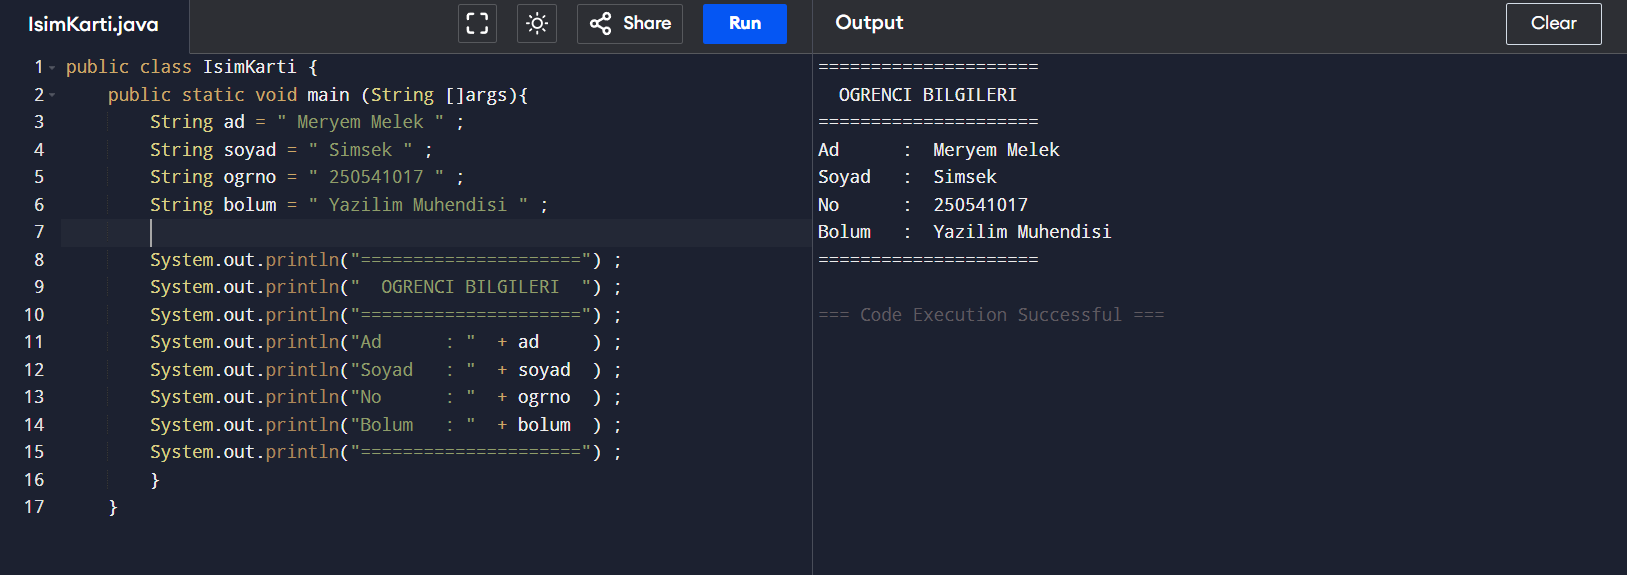 IsimKarti.java
Share
Run
Output
Clear
1 public class IsimKarti {
2     public static void main (String []args){
3         String ad = " Meryem Melek " ;
4         String soyad = " Simsek " ;
5         String ogrno = " 250541017 " ;
6         String bolum = " Yazilim Muhendisi " ;
7
8         System.out.println("=====================") ;
9         System.out.println("  OGRENCI BILGILERI  ") ;
10         System.out.println("=====================") ;
11         System.out.println("Ad      : "  + ad     ) ;
12         System.out.println("Soyad   : "  + soyad  ) ;
13         System.out.println("No      : "  + ogrno  ) ;
14         System.out.println("Bolum   : "  + bolum  ) ;
15         System.out.println("=====================") ;
16         }
17     }
=====================
  OGRENCI BILGILERI
=====================
Ad      :  Meryem Melek
Soyad   :  Simsek
No      :  250541017
Bolum   :  Yazilim Muhendisi
=====================
=== Code Execution Successful ===